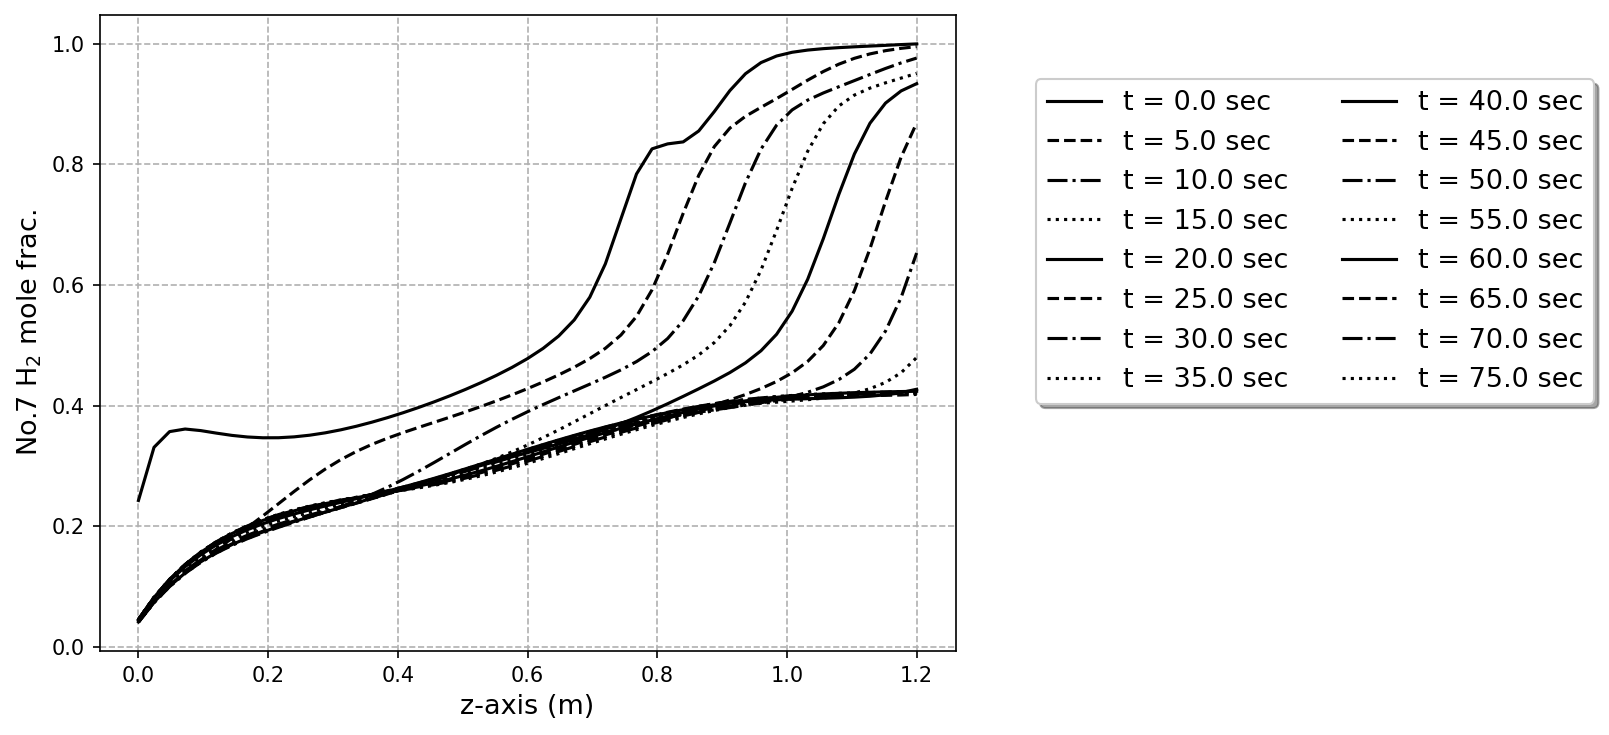 No.7 H₂ mole frac.
1.0
0.8
0.6
0.4
0.2
0.0
0.0 0.2 0.4 0.6 0.8 1.0 1.2
z-axis (m)
t = 0.0 sec
t = 5.0 sec
t = 10.0 sec
t = 15.0 sec
t = 20.0 sec
t = 25.0 sec
t = 30.0 sec
t = 35.0 sec
t = 40.0 sec
t = 45.0 sec
t = 50.0 sec
t = 55.0 sec
t = 60.0 sec
t = 65.0 sec
t = 70.0 sec
t = 75.0 sec